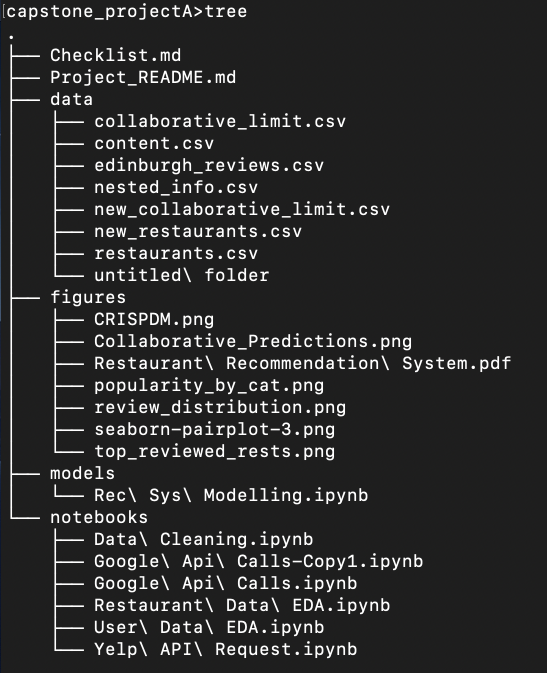 capstone_projectA>tree
.
├── Checklist.md
├── Project_README.md
├── data
│   ├── collaborative_limit.csv
│   ├── content.csv
│   ├── edinburgh_reviews.csv
│   ├── nested_info.csv
│   ├── new_collaborative_limit.csv
│   ├── new_restaurants.csv
│   ├── restaurants.csv
│   └── untitled\ folder
├── figures
│   ├── CRISPDM.png
│   ├── Collaborative_Predictions.png
│   ├── Restaurant\ Recommendation\ System.pdf
│   ├── popularity_by_cat.png
│   ├── review_distribution.png
│   ├── seaborn-pairplot-3.png
│   └── top_reviewed_rests.png
├── models
│   └── Rec\ Sys\ Modelling.ipynb
└── notebooks
    ├── Data\ Cleaning.ipynb
    ├── Google\ Api\ Calls-Copy1.ipynb
    ├── Google\ Api\ Calls.ipynb
    ├── Restaurant\ Data\ EDA.ipynb
    ├── User\ Data\ EDA.ipynb
    └── Yelp\ API\ Request.ipynb